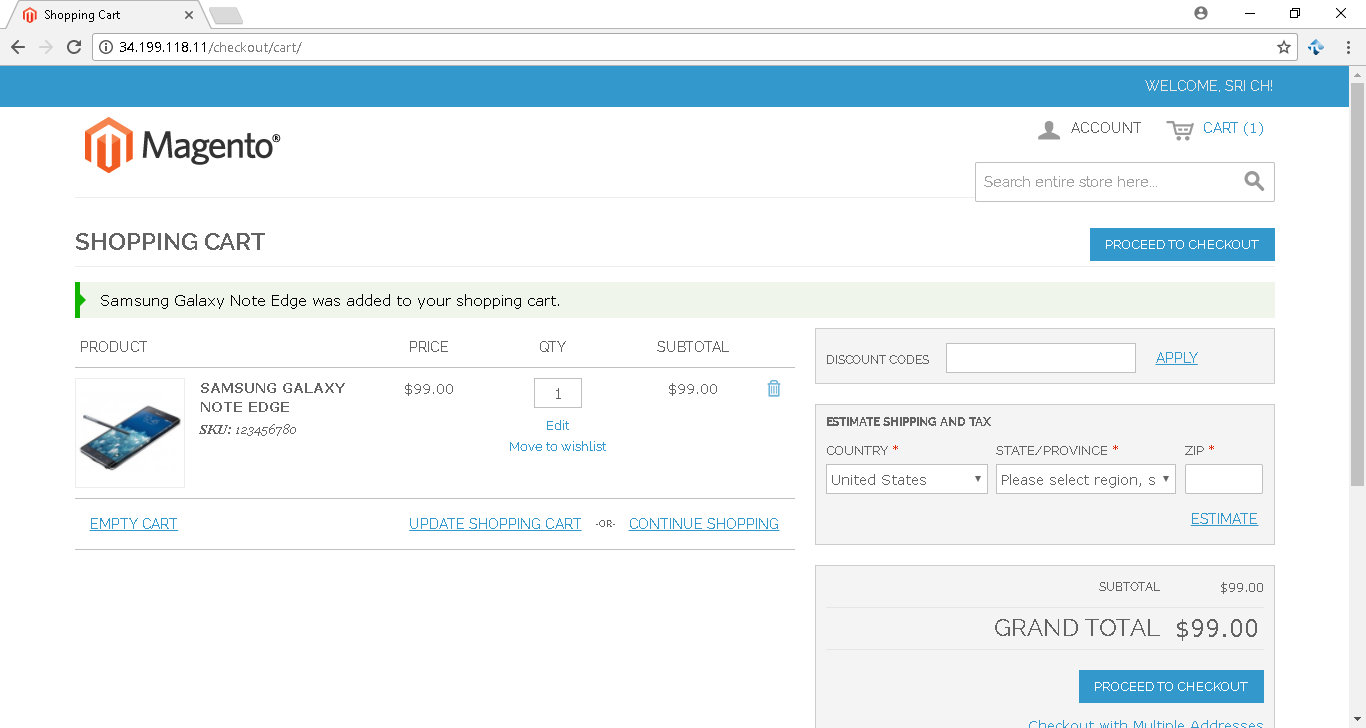 Shopping Cart
34.199.118.11/checkout/cart/
WELCOME, SRI CH!
Magento®
ACCOUNT
CART (1)
Search entire store here...
SHOPPING CART
PROCEED TO CHECKOUT
Samsung Galaxy Note Edge was added to your shopping cart.
PRODUCT PRICE QTY SUBTOTAL
SAMSUNG GALAXY
NOTE EDGE
SKU: 123456780
$99.00 1 $99.00
Edit
Move to wishlist
EMPTY CART UPDATE SHOPPING CART -OR- CONTINUE SHOPPING
DISCOUNT CODES APPLY
ESTIMATE SHIPPING AND TAX
COUNTRY * STATE/PROVINCE * ZIP *
United States Please select region, s
ESTIMATE
SUBTOTAL $99.00
GRAND TOTAL $99.00
PROCEED TO CHECKOUT
Checkout with Multiple Addresses